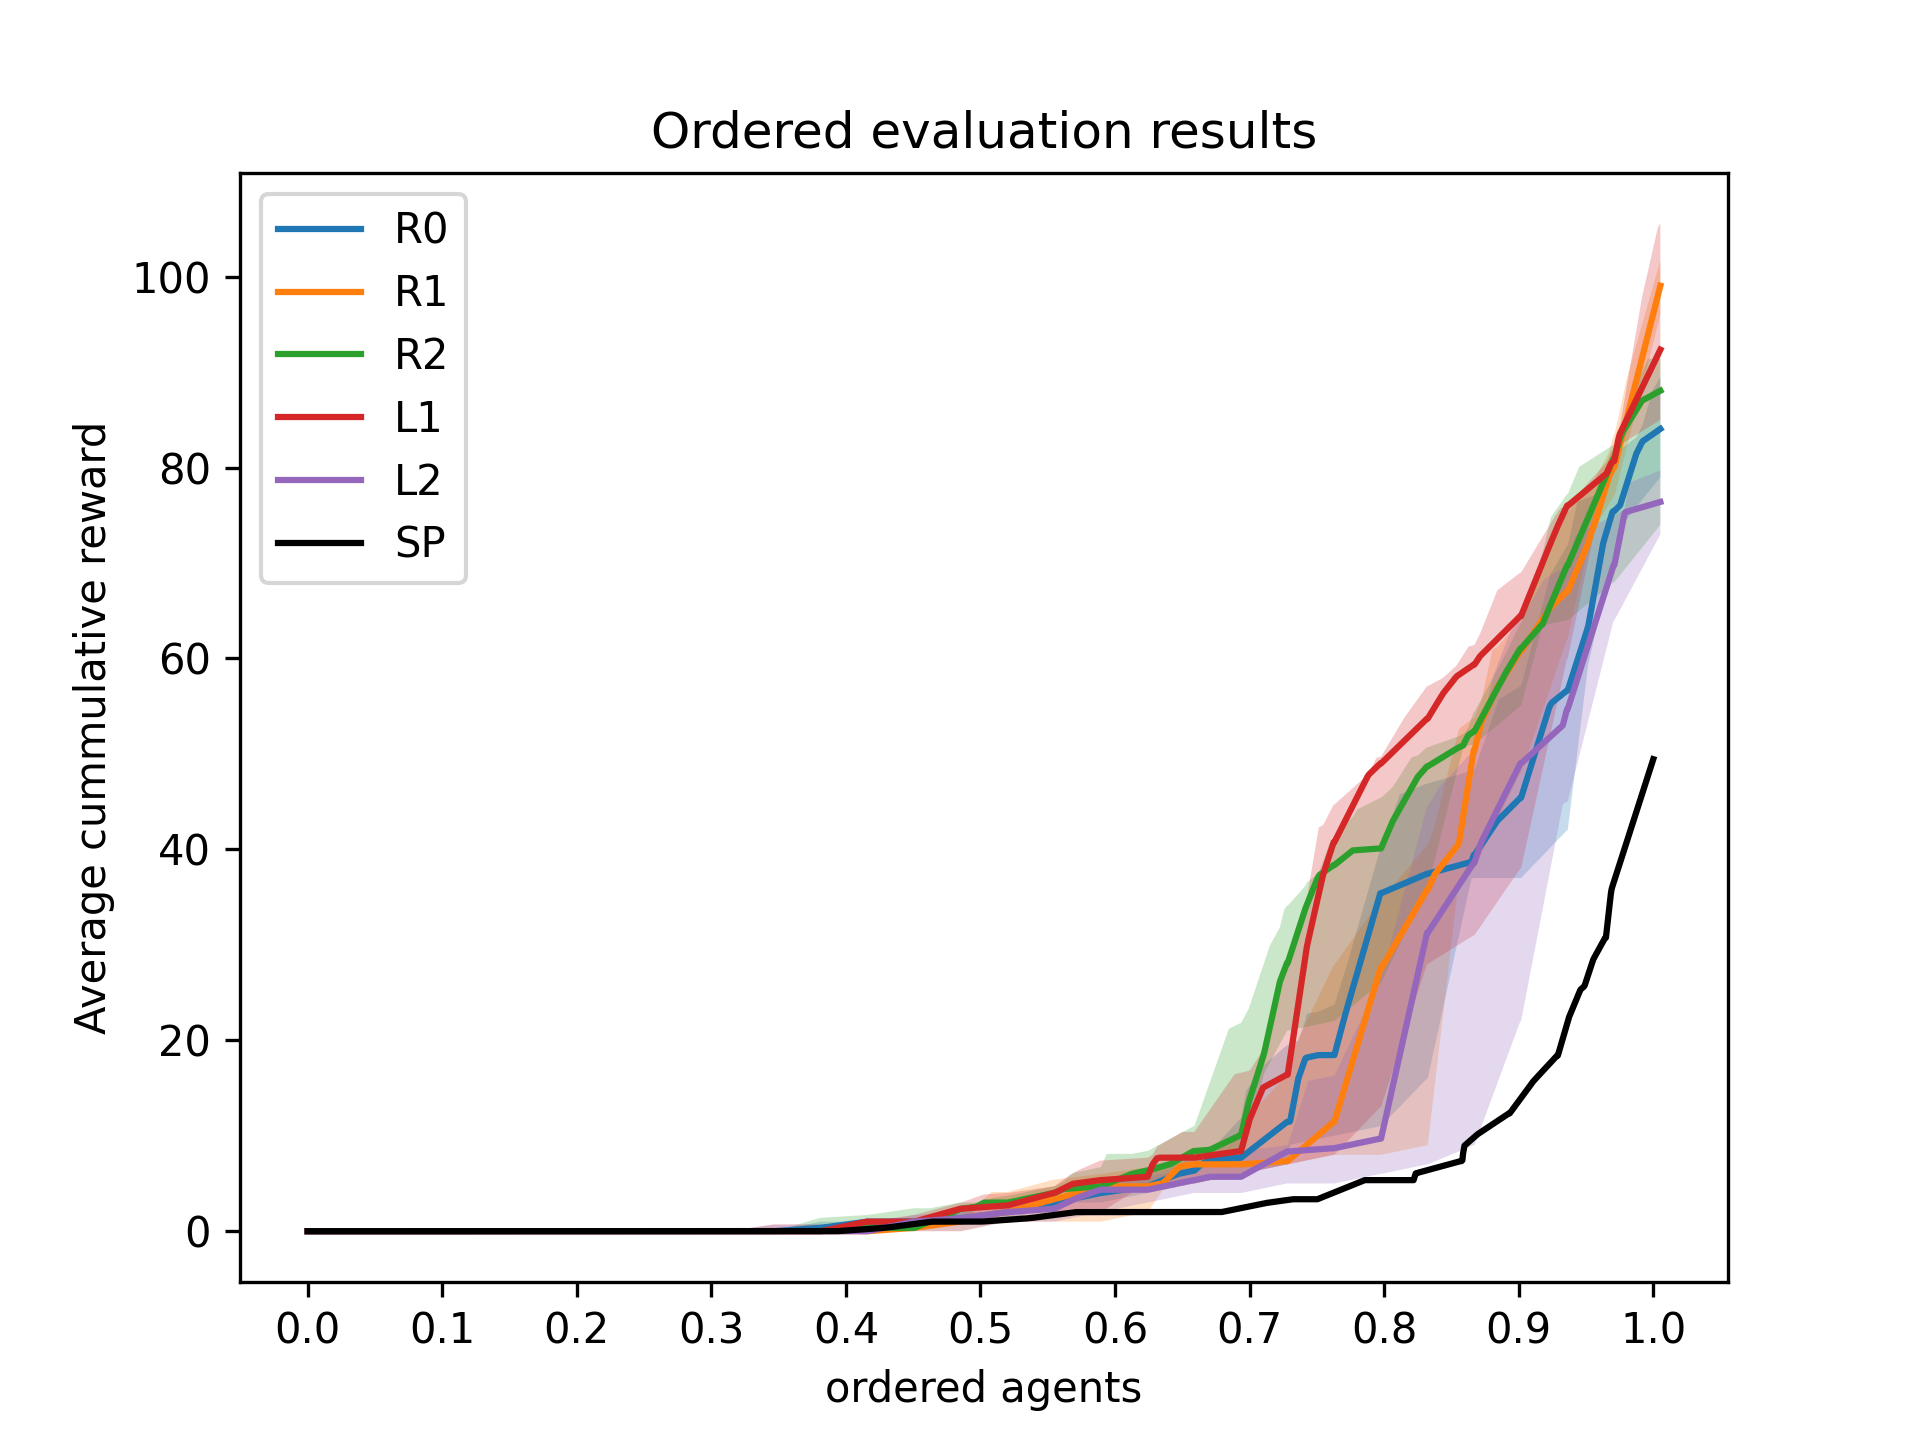 Ordered evaluation results
R0
R1
R2
L1
L2
SP
100
80
60
40
20
0
Average cummulative reward
0.0 0.1 0.2 0.3 0.4 0.5 0.6 0.7 0.8 0.9 1.0
ordered agents